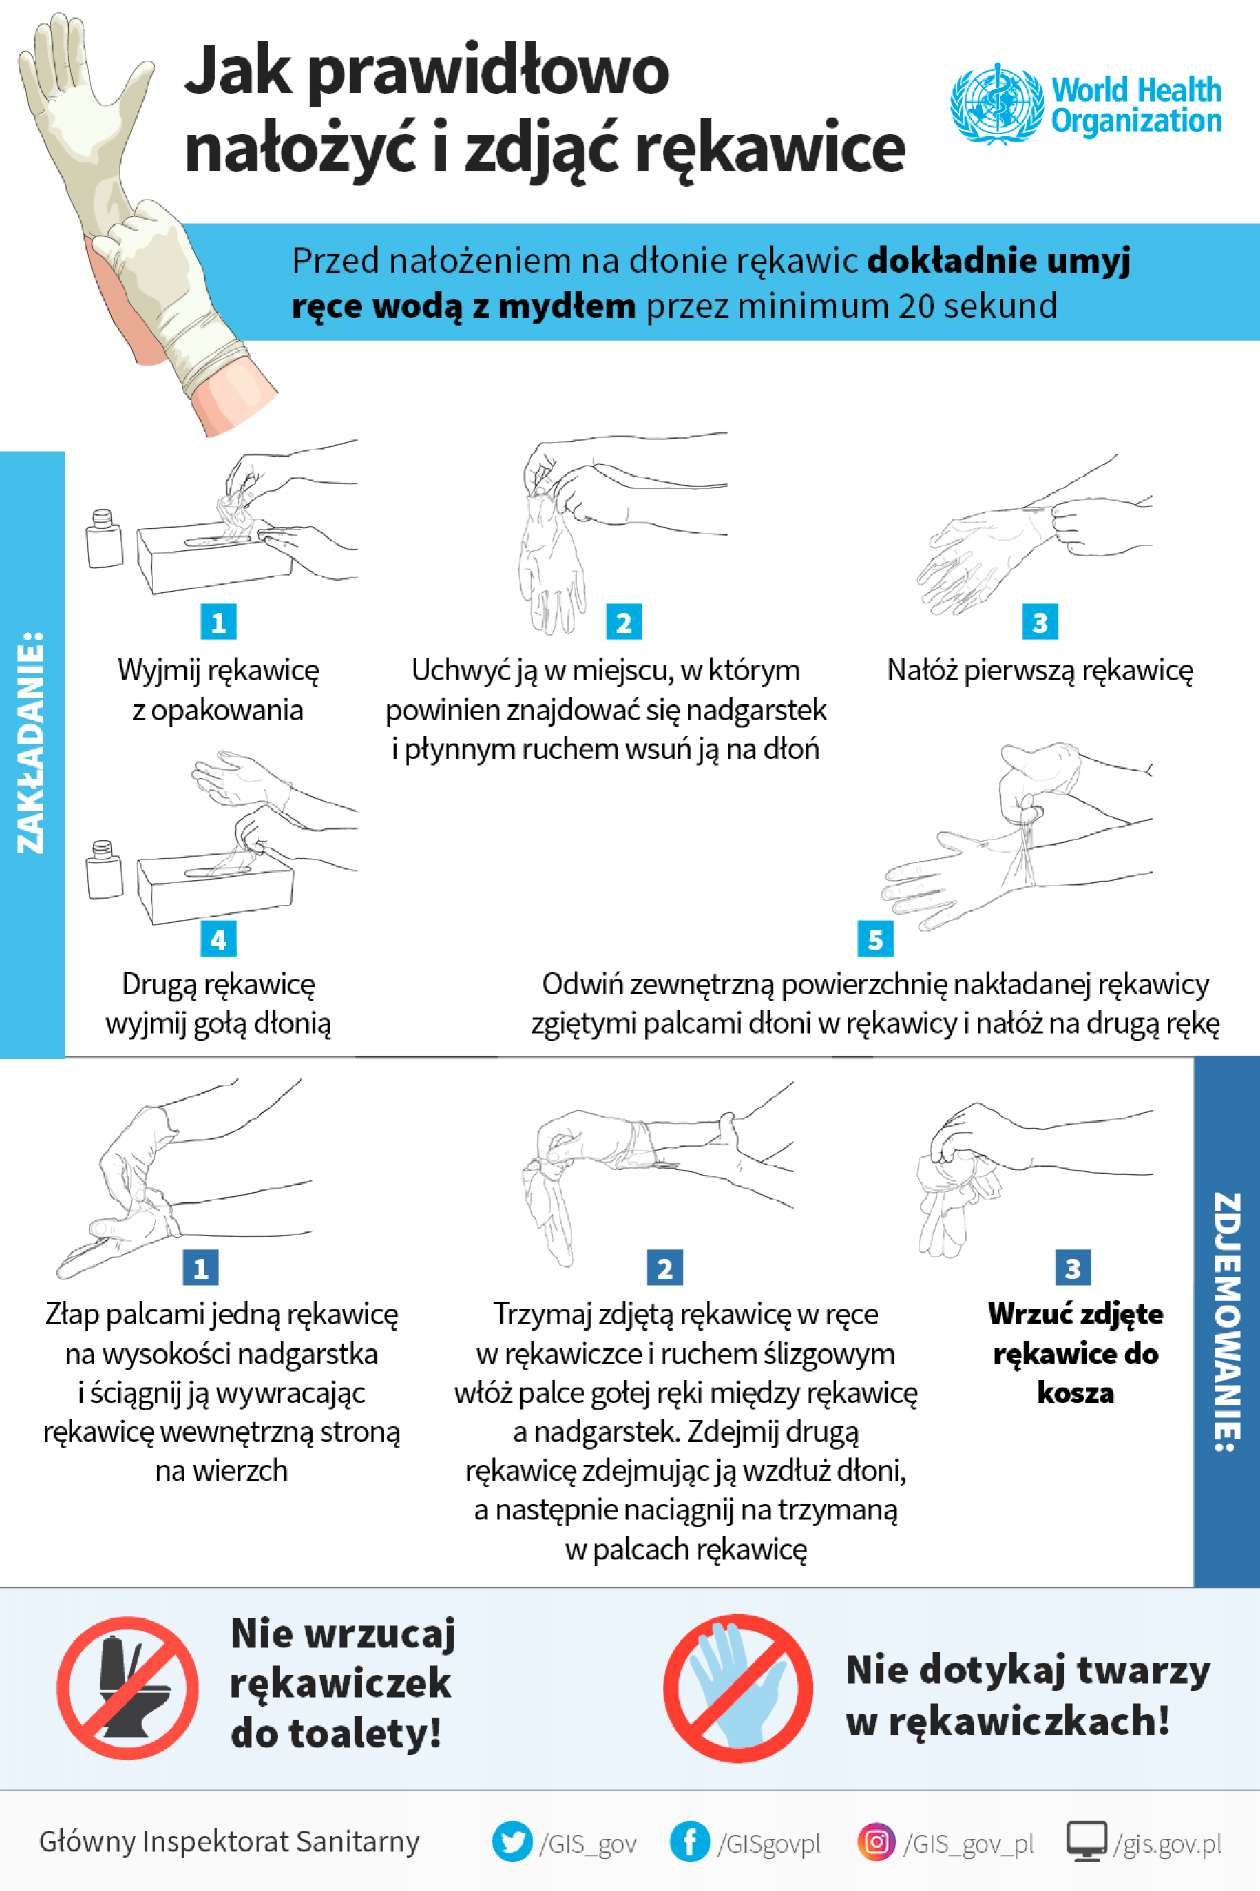 Jak prawidłowo
nałożyć i zdjąć rękawice
World Health
Organization
Przed nałożeniem na dłonie rękawic dokładnie umyj
ręce wodą z mydłem przez minimum 20 sekund
ZAKŁADANIE:
1
Wyjmij rękawicę
z opakowania
2
Uchwyć ją w miejscu, w którym
powinien znajdować się nadgarstek
i płynnym ruchem wsuń ją na dłoń
3
Nałóż pierwszą rękawicę
4
Drugą rękawicę
wyjmij gołą dłonią
5
Odwiń zewnętrzną powierzchnię nakładanej rękawicy
zgiętymi palcami dłoni w rękawicy i nałóż na drugą rękę
ZDJEMOWANIE:
1
Złap palcami jedną rękawicę
na wysokości nadgarstka
i ściągnij ją wywracając
rękawicę wewnętrzną stroną
na wierzch
2
Trzymaj zdjętą rękawicę w ręce
w rękawiczce i ruchem ślizgowym
włóż palce gołej ręki między rękawicę
a nadgarstek. Zdejmij drugą
rękawicę zdejmując ją wzdłuż dłoni,
a następnie naciągnij na trzymaną
w palcach rękawicę
3
Wrzuć zdjęte
rękawice do
kosza
Nie wrzucaj
rękawiczek
do toalety!
Nie dotykaj twarzy
w rękawiczkach!
Główny Inspektorat Sanitarny
/GIS_gov
/GISgovpl
/GIS_gov_pl
/gis.gov.pl